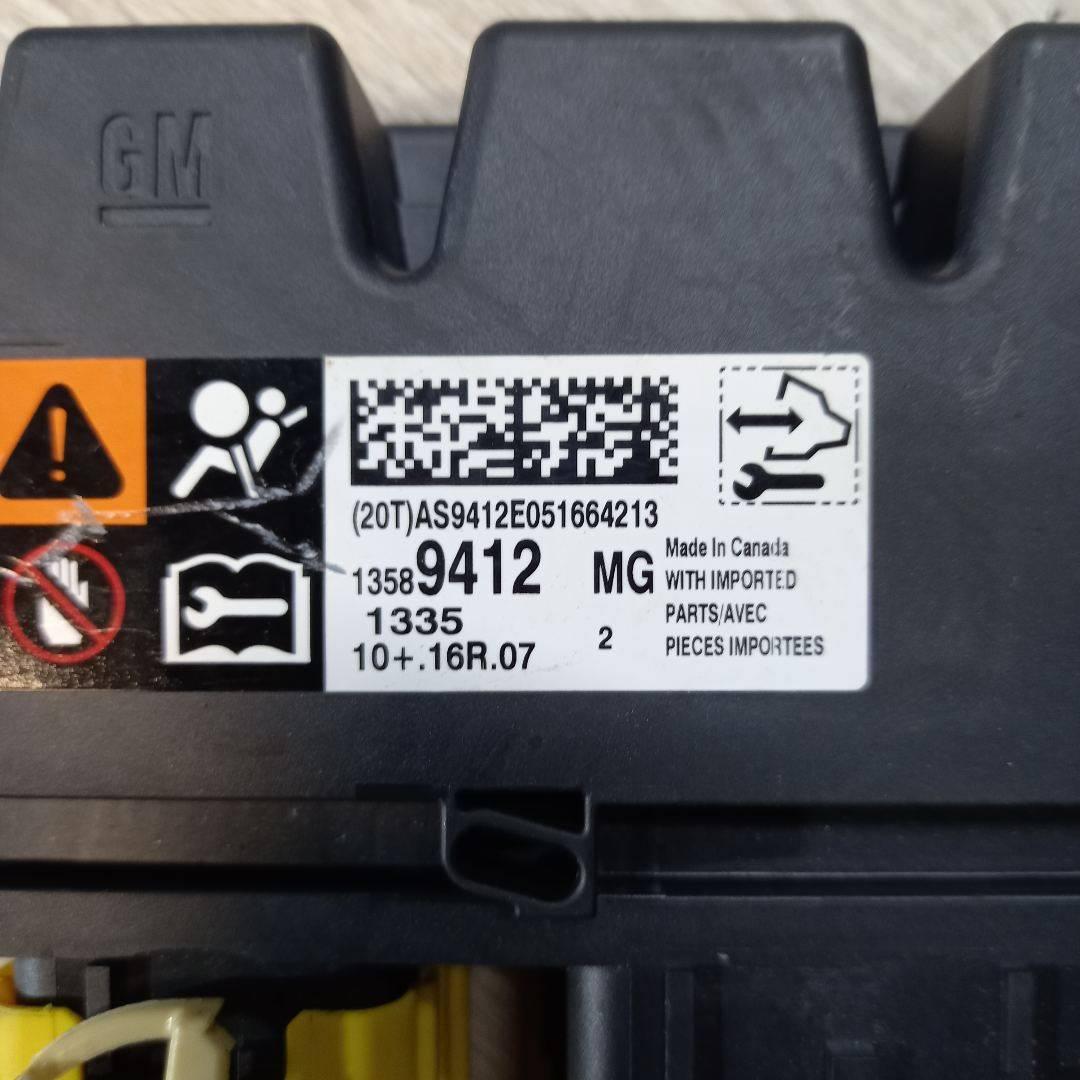 GM
(20T)AS9412E051664213
13589412 MG
1335
10+.16R.07
2
Made In Canada
WITH IMPORTED
PARTS/AVEC
PIECES IMPORTEES